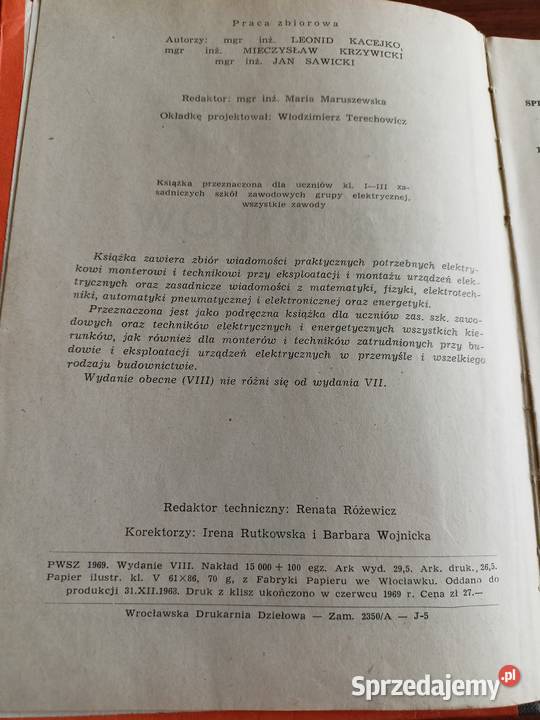 Praca zbiorowa
Autorzy: mgr inż. LEONID KACEJKO,
mgr inż. MIECZYSŁAW KRZYWICKI
mgr inż. JAN SAWICKI
Redaktor: mgr inż. Maria Maruszewska
Okładkę projektował: Włodzimierz Terechowicz
Książka przeznaczona dla uczniów kl. I—III za-
sadniczych szkół zawodowych grupy elektrycznej,
wszystkie zawody
Książka zawiera zbiór wiadomości praktycznych potrzebnych elektry-
kowi monterowi i technikowi przy eksploatacji i montażu urządzeń elek-
trycznych oraz zasadnicze wiadomości z matematyki, fizyki, elektrotech-
niki, automatyki pneumatycznej i elektronicznej oraz energetyki.
Przeznaczona jest jako podręczna książka dla uczniów zas. szk. zawo-
dowych oraz techników elektrycznych i energetycznych wszystkich kie-
runków, jak również dla monterów i techników zatrudnionych przy bu-
dowie i eksploatacji urządzeń elektrycznych w przemyśle i wszelkiego
rodzaju budownictwie.
Wydanie obecne (VIII) nie różni się od wydania VII.
Redaktor techniczny: Renata Różewicz
Korektorzy: Irena Rutkowska i Barbara Wojnicka
PWSZ 1969. Wydanie VIII. Nakład 15 000 + 100 egz. Ark wyd. 29,5. Ark. druk. 26,5.
Papier ilustr. kl. V 61×86, 70 g, z Fabryki Papieru we Włocławku. Oddano do
produkcji 31.XII.1968. Druk z klisz ukończono w czerwcu 1969 r. Cena zł 27.—
Wrocławska Drukarnia Dziełowa — Zam. 2350/A — J-5
SPI
Sprzedajemy.pl